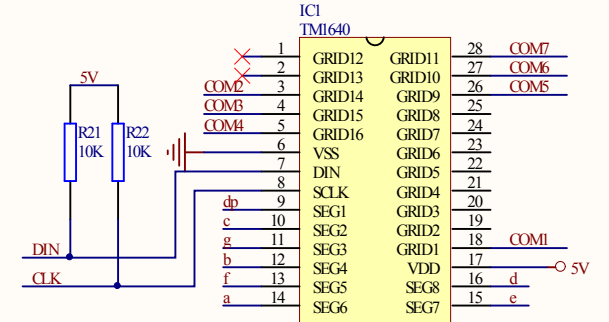 IC1
TM1640
1 GRID12 GRID11 28 COM7
2 GRID13 GRID10 27 COM6
COM2 3 GRID14 GRID9 26 COM5
COM3 4 GRID15 GRID8 25
COM4 5 GRID16 GRID7 24
6 VSS GRID6 23
7 DIN GRID5 22
8 SCLK GRID4 21
dp 9 SEG1 GRID3 20
c 10 SEG2 GRID2 19
g 11 SEG3 GRID1 18 COM1
b 12 SEG4 VDD 17 5V
f 13 SEG5 SEG8 16 d
a 14 SEG6 SEG7 15 e
5V
R21 R22
10K 10K
DIN
CLK